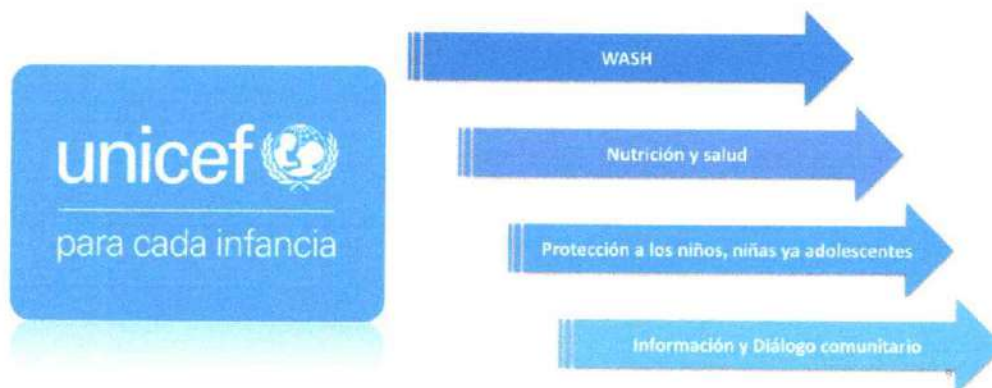 unicef
para cada infancia
WASH
Nutrición y salud
Protección a los niños, niñas ya adolescentes
Información y Diálogo comunitario